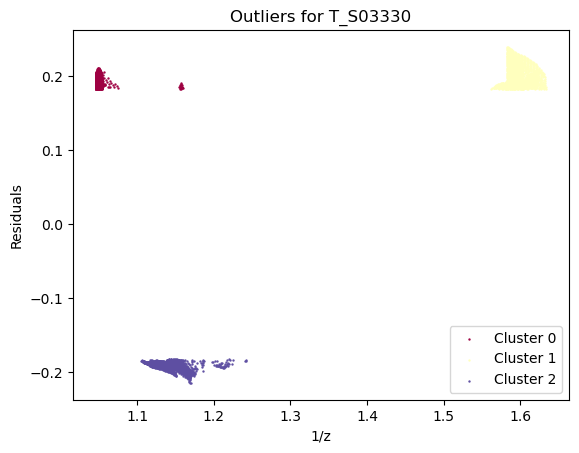 Outliers for T_S03330
Residuals
0.2
0.1
0.0
−0.1
−0.2
Cluster 0
Cluster 1
Cluster 2
1.1 1.2 1.3 1.4 1.5 1.6
1/z